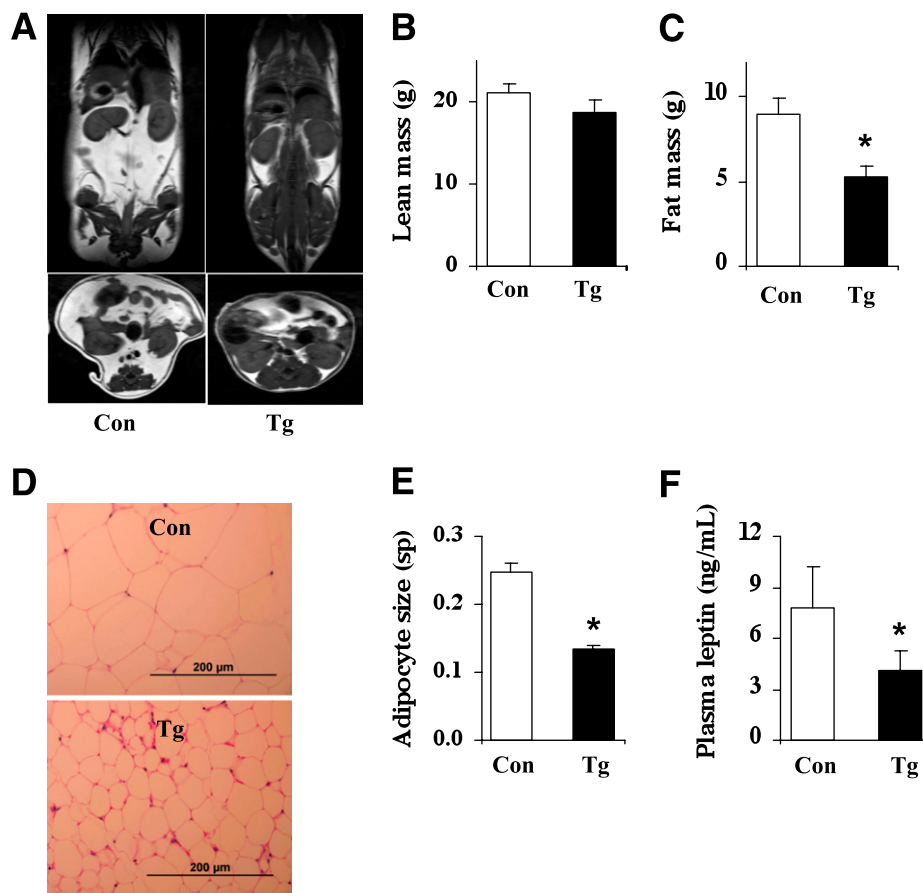 A
Con
Tg
B
Lean mass (g)
20
10
0
Con
Tg
C
Fat mass (g)
10
5
0
*
Con
Tg
D
Con
200 µm
Tg
200 µm
E
Adipocyte size (sp)
0.3
0.2
0.1
0.0
*
Con
Tg
F
Plasma leptin (ng/mL)
12
9
6
3
0
*
Con
Tg